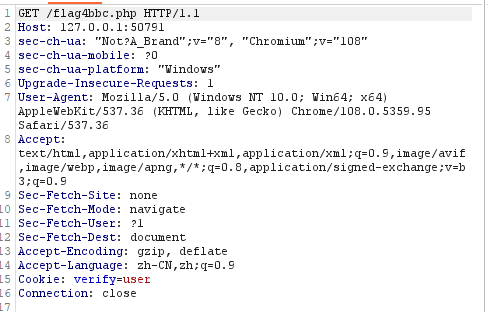 1 GET /flag4bbc.php HTTP/1.1
2 Host: 127.0.0.1:50791
3 sec-ch-ua: "Not?A_Brand";v="8", "Chromium";v="108"
4 sec-ch-ua-mobile: ?0
5 sec-ch-ua-platform: "Windows"
6 Upgrade-Insecure-Requests: 1
7 User-Agent: Mozilla/5.0 (Windows NT 10.0; Win64; x64)
AppleWebKit/537.36 (KHTML, like Gecko) Chrome/108.0.5359.95
Safari/537.36
8 Accept:
text/html,application/xhtml+xml,application/xml;q=0.9,image/avif
,image/webp,image/apng,*/*;q=0.8,application/signed-exchange;v=b
3;q=0.9
9 Sec-Fetch-Site: none
10 Sec-Fetch-Mode: navigate
11 Sec-Fetch-User: ?1
12 Sec-Fetch-Dest: document
13 Accept-Encoding: gzip, deflate
14 Accept-Language: zh-CN,zh;q=0.9
15 Cookie: verify=user
16 Connection: close
17